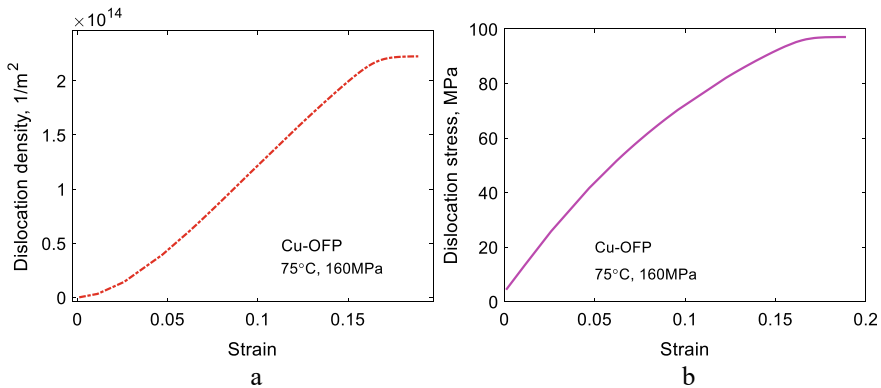 ×10^14
Dislocation density, 1/m^2
2
1.5
1
0.5
0
0
0.05
0.1
0.15
Strain
Cu-OFP
75°C, 160MPa
a
Dislocation stress, MPa
100
80
60
40
20
0
0
0.05
0.1
0.15
0.2
Strain
Cu-OFP
75°C, 160MPa
b